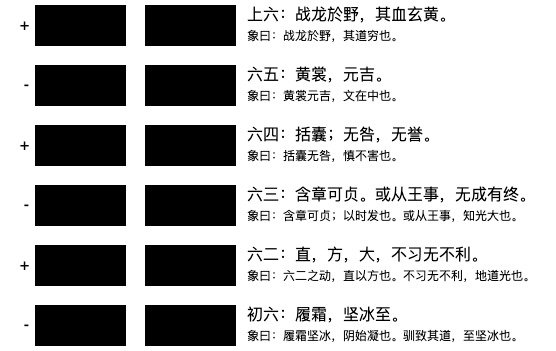 + 上六：战龙於野，其血玄黄。
象曰：战龙於野，其道穷也。
- 六五：黄裳，元吉。
象曰：黄裳元吉，文在中也。
+ 六四：括囊；无咎，无誉。
象曰：括囊无咎，慎不害也。
- 六三：含章可贞。或从王事，无成有终。
象曰：含章可贞；以时发也。或从王事，知光大也。
+ 六二：直，方，大，不习无不利。
象曰：六二之动，直以方也。不习无不利，地道光也。
- 初六：履霜，坚冰至。
象曰：履霜坚冰，阴始凝也。驯致其道，至坚冰也。